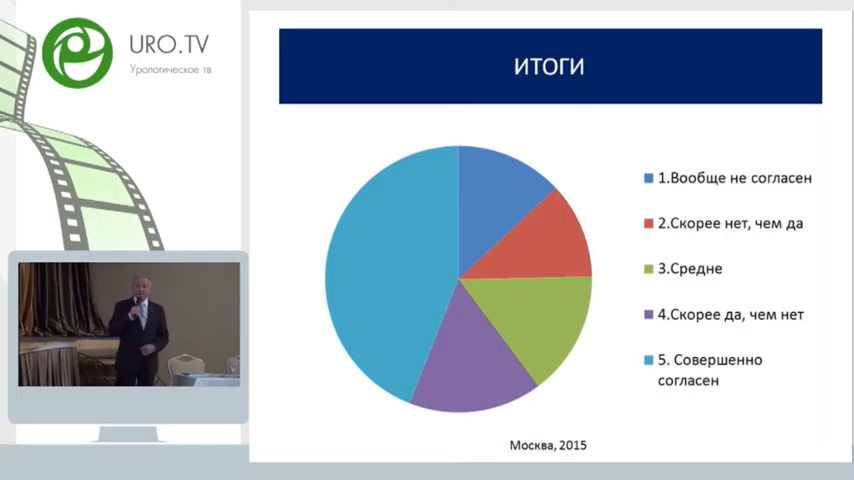 URO.TV
Урологическое тв
ИТОГИ
1.Вообще не согласен
2.Скорее нет, чем да
3.Средне
4.Скорее да, чем нет
5. Совершенно
согласен
Москва, 2015